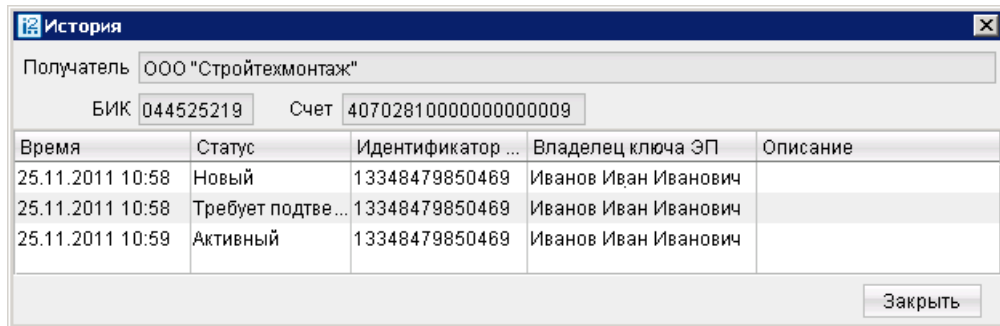 История
Получатель ООО "Стройтехмонтаж"
БИК 044525219 Счет 40702810000000000009
Время Статус Идентификатор ... Владелец ключа ЭП Описание
25.11.2011 10:58 Новый 13348479850469 Иванов Иван Иванович
25.11.2011 10:58 Требует подтве... 13348479850469 Иванов Иван Иванович
25.11.2011 10:59 Активный 13348479850469 Иванов Иван Иванович
Закрыть